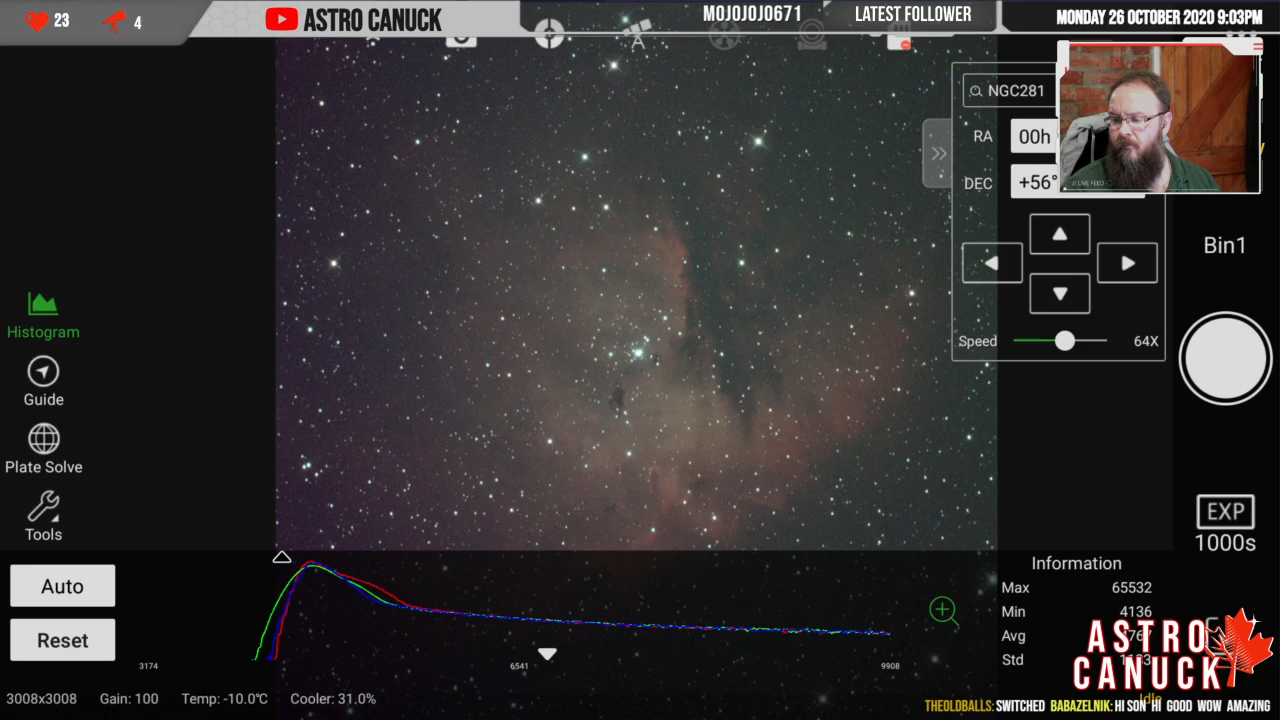 23
4
ASTRO CANUCK
MOJOJOJO671
LATEST FOLLOWER
MONDAY 26 OCTOBER 2020 9:03PM
NGC281
RA
00h
DEC
+56°
// LIVE FEED
Bin1
Speed
64X
Histogram
Guide
Plate Solve
Tools
EXP
1000s
Auto
Reset
3174
6541
9908
Information
Max 65532
Min 4136
Avg
Std
ASTRO
CANUCK
Idle
3008x3008
Gain: 100
Temp: -10.0℃
Cooler: 31.0%
THEOLDBALLS: SWITCHED BABAZELNIK: HI SON HI GOOD WOW AMAZING